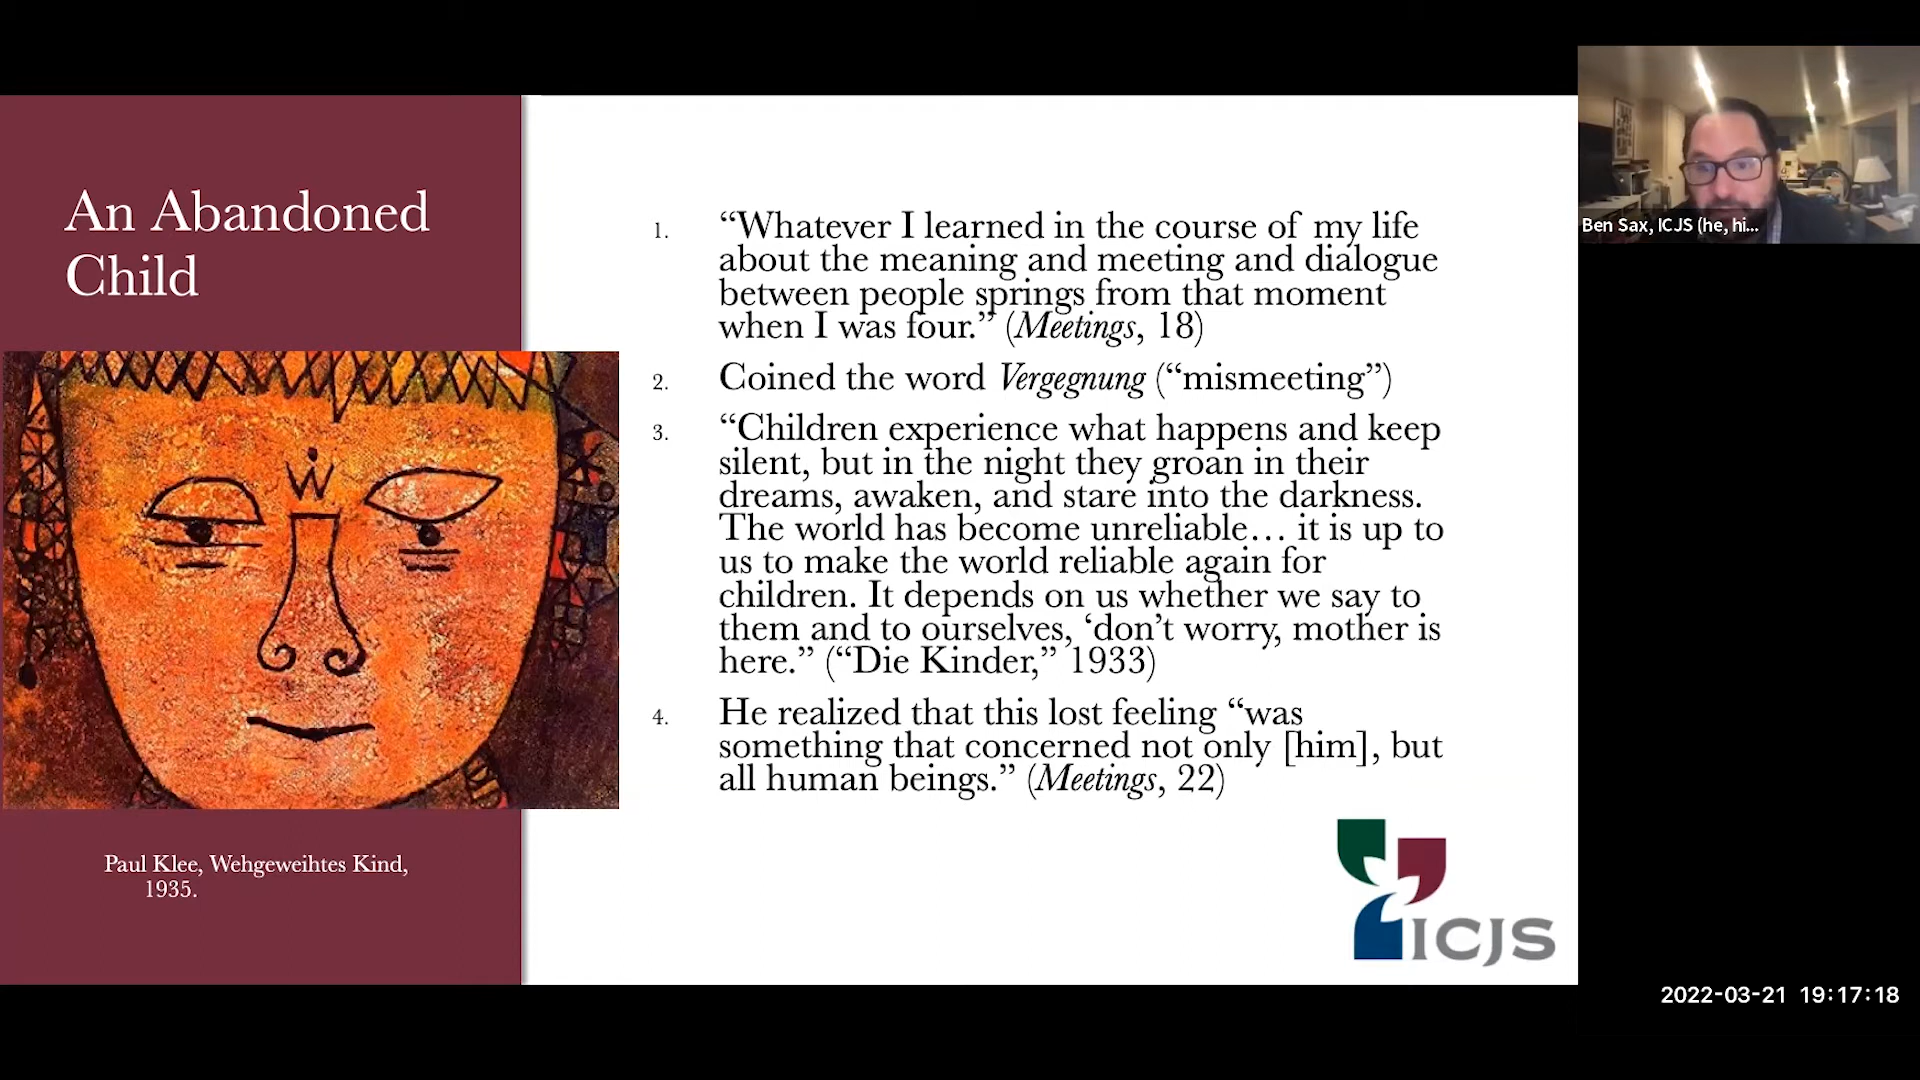 An Abandoned
Child
Paul Klee, Wehgeweihtes Kind,
1935.
1. “Whatever I learned in the course of my life
about the meaning and meeting and dialogue
between people springs from that moment
when I was four.” (Meetings, 18)
2. Coined the word Vergegnung (“mismeeting”)
3. “Children experience what happens and keep
silent, but in the night they groan in their
dreams, awaken, and stare into the darkness.
The world has become unreliable… it is up to
us to make the world reliable again for
children. It depends on us whether we say to
them and to ourselves, ‘don’t worry, mother is
here.” (“Die Kinder,” 1933)
4. He realized that this lost feeling “was
something that concerned not only [him], but
all human beings.” (Meetings, 22)
ICJS
Ben Sax, ICJS (he, hi...
2022-03-21 19:17:18